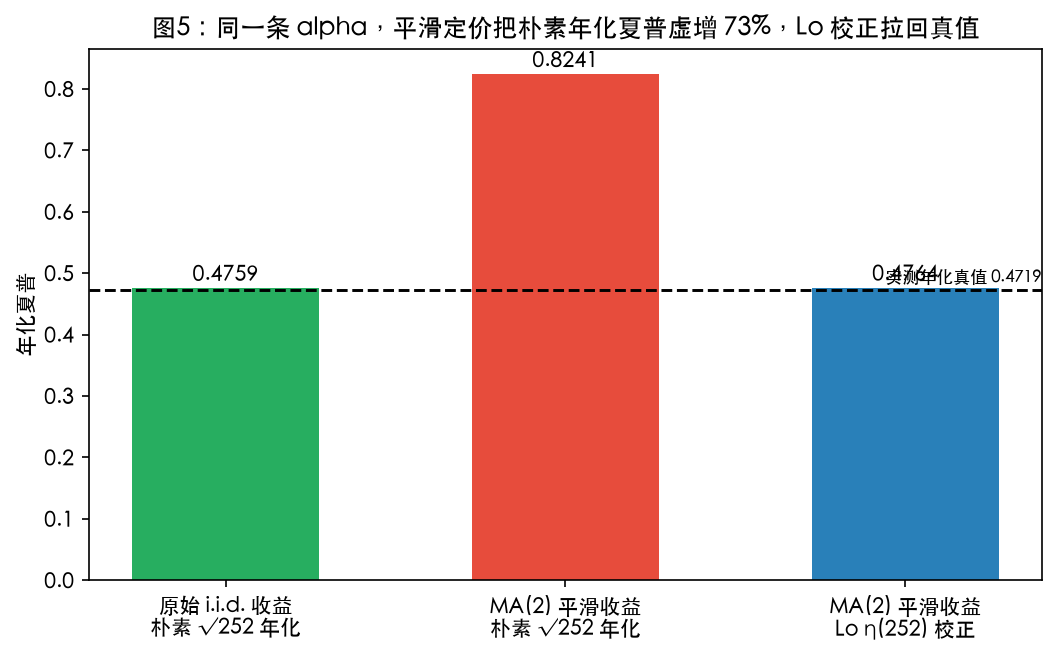 图5：同一条 alpha，平滑定价把朴素年化夏普虚增 73%，Lo 校正拉回真值
年化夏普
0.8
0.7
0.6
0.5
0.4
0.3
0.2
0.1
0.0
0.4759
0.8241
0.4764
实测年化真值 0.4719
原始 i.i.d. 收益
朴素 √252 年化
MA(2) 平滑收益
朴素 √252 年化
MA(2) 平滑收益
Lo η(252) 校正